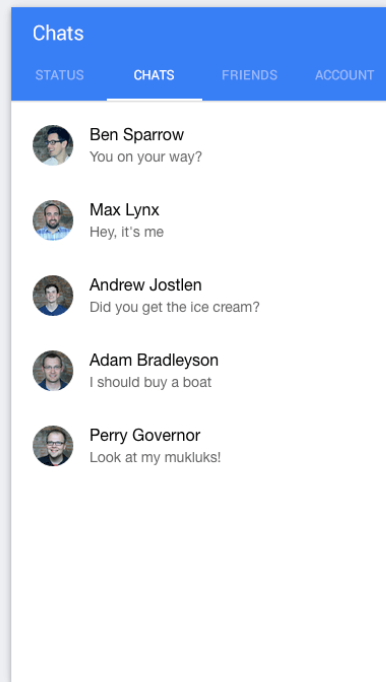 Chats
STATUS CHATS FRIENDS ACCOUNT
Ben Sparrow
You on your way?
Max Lynx
Hey, it's me
Andrew Jostlen
Did you get the ice cream?
Adam Bradleyson
I should buy a boat
Perry Governor
Look at my mukluks!